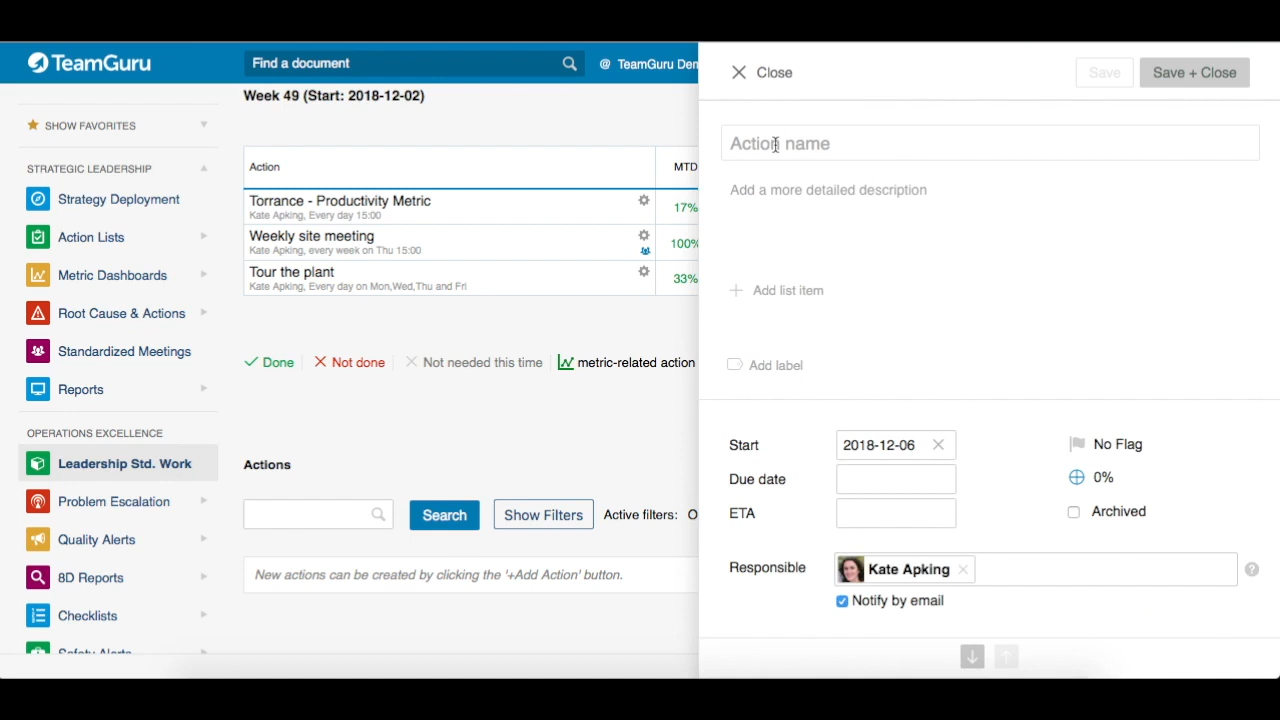 TeamGuru
Find a document
@ TeamGuru Den
Week 49 (Start: 2018-12-02)
SHOW FAVORITES
STRATEGIC LEADERSHIP
Strategy Deployment
Action Lists
Metric Dashboards
Root Cause & Actions
Standardized Meetings
Reports
OPERATIONS EXCELLENCE
Leadership Std. Work
Problem Escalation
Quality Alerts
8D Reports
Checklists
Safety Alerts
Action MTD
Torrance - Productivity Metric
Kate Apking, Every day 15:00
17%
Weekly site meeting
Kate Apking, every week on Thu 15:00
100%
Tour the plant
Kate Apking, Every day on Mon,Wed,Thu and Fri
33%
Done Not done Not needed this time metric-related action
Actions
Search Show Filters Active filters: O
New actions can be created by clicking the '+Add Action' button.
Close Save Save + Close
Action name
Add a more detailed description
Add list item
Add label
Start 2018-12-06 No Flag
Due date 0%
ETA Archived
Responsible Kate Apking
Notify by email